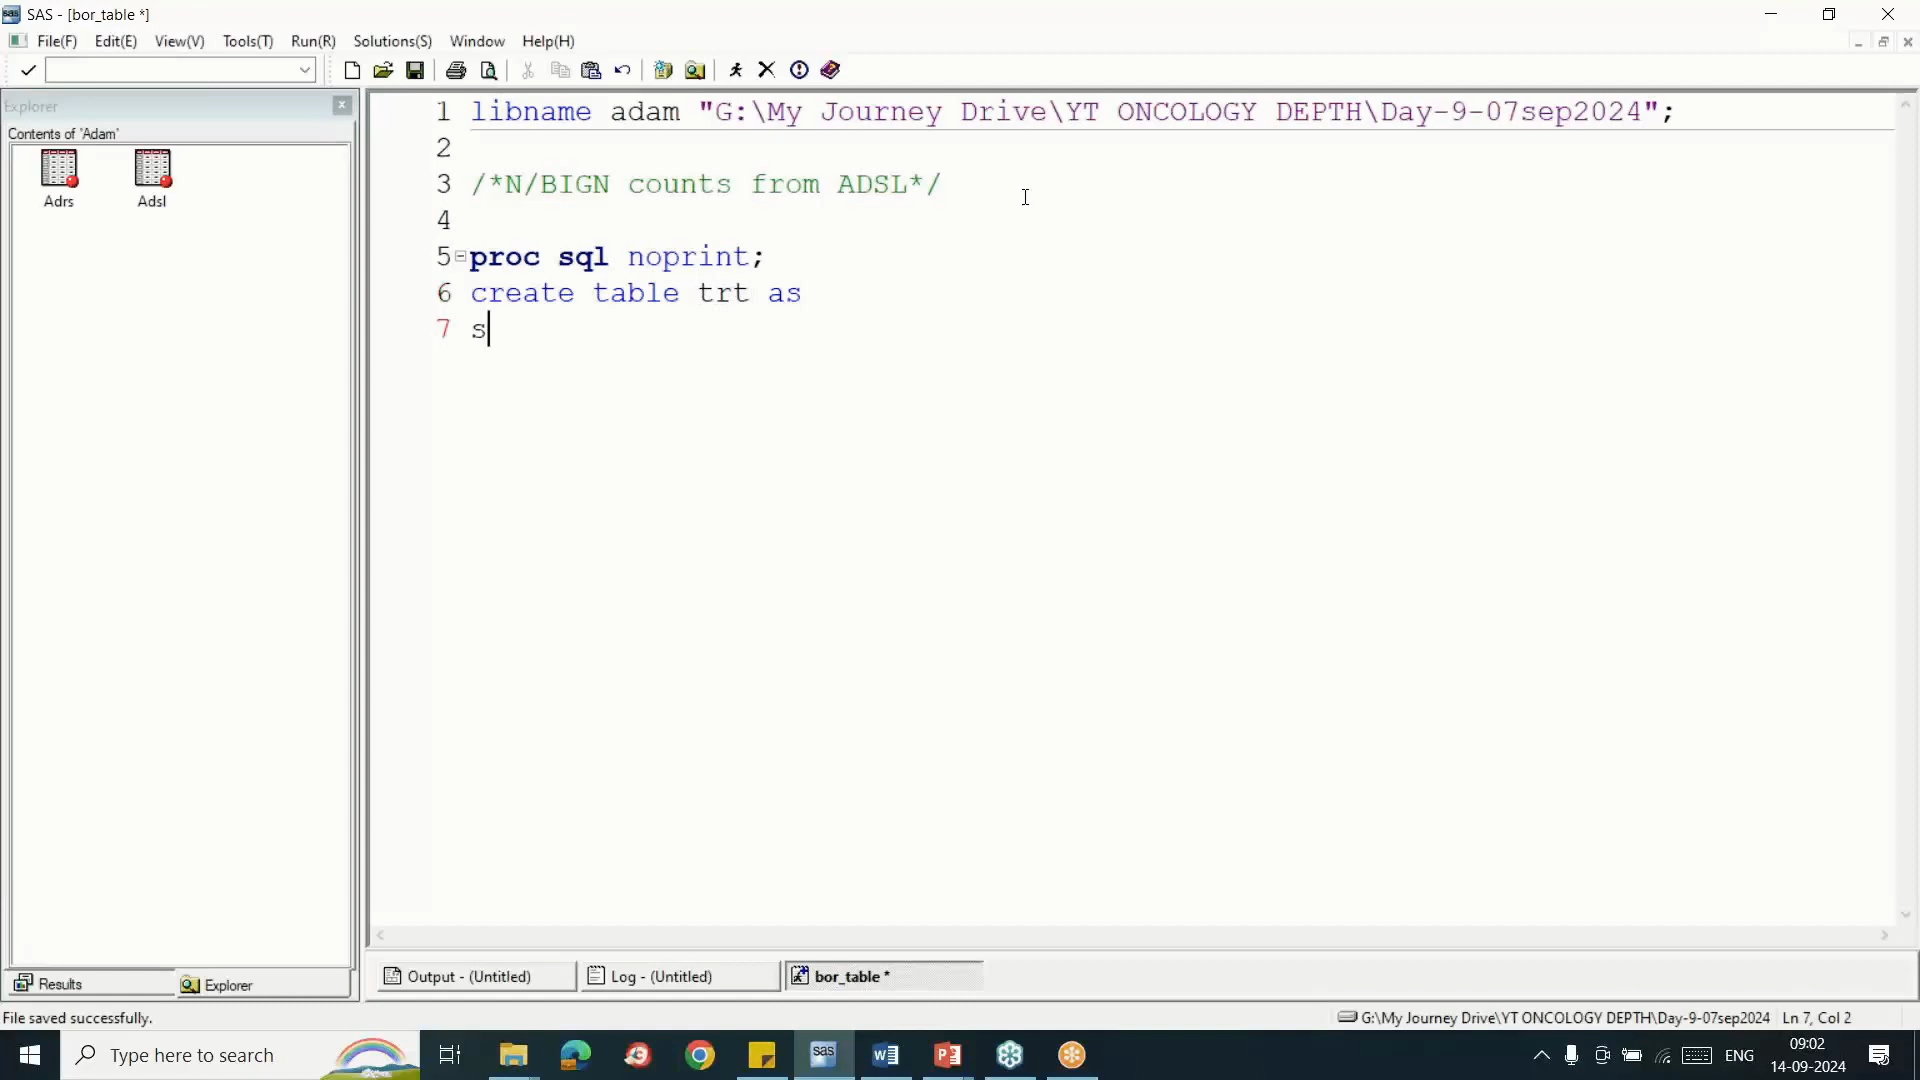 SAS - [bor_table *]
File(F) Edit(E) View(V) Tools(T) Run(R) Solutions(S) Window Help(H)
Explorer
Contents of 'Adam'
Adrs Adsl
1 libname adam "G:\My Journey Drive\YT ONCOLOGY DEPTH\Day-9-07sep2024";
2
3 /*N/BIGN counts from ADSL*/
4
5 proc sql noprint;
6 create table trt as
7 s
Results Explorer
Output - (Untitled) Log - (Untitled) bor_table *
File saved successfully. G:\My Journey Drive\YT ONCOLOGY DEPTH\Day-9-07sep2024 Ln 7, Col 2
Type here to search
ENG
09:02
14-09-2024